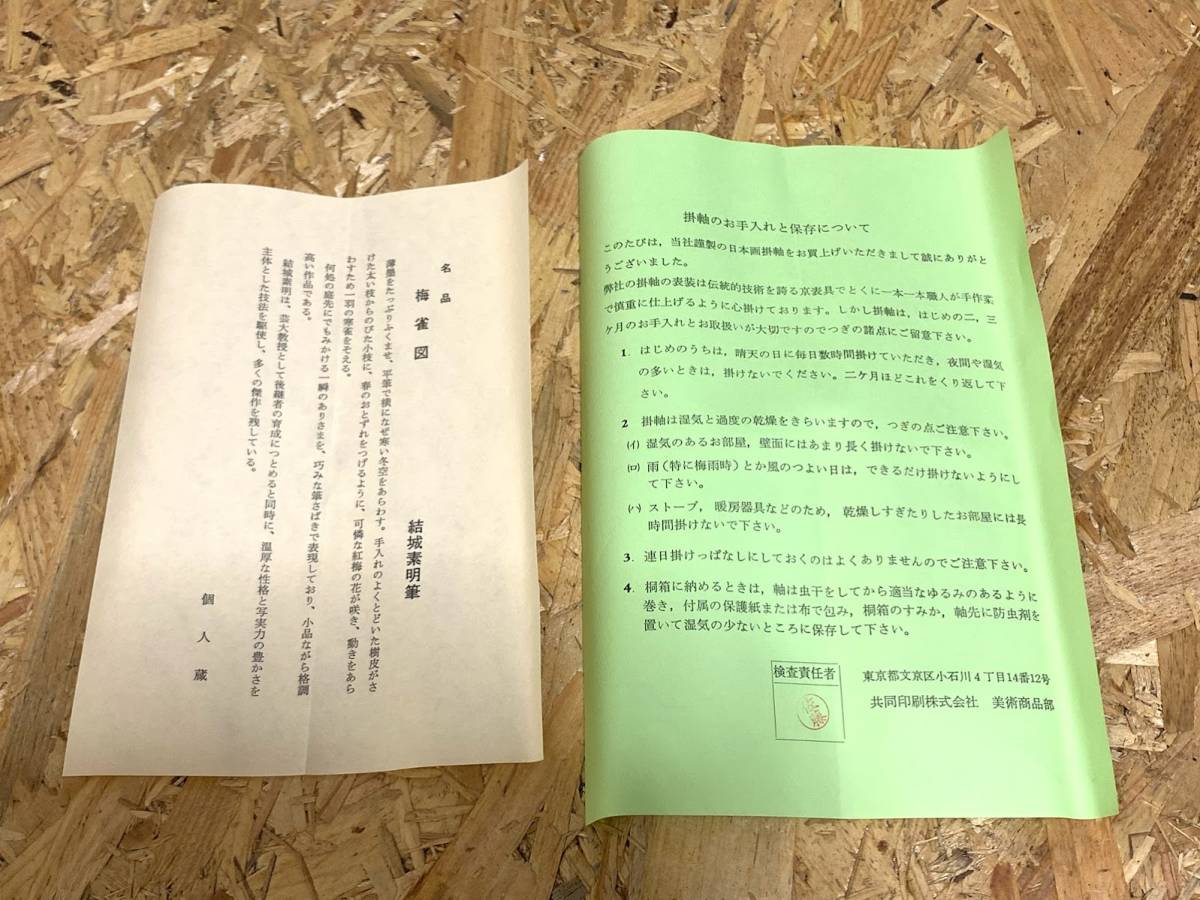 名品
梅雀図
結城素明筆
薄墨をたっぷりふくませ、平筆で横になぜ寒い冬空をあらわす。手入れのよくとどいた樹皮がさ
けた太い枝からのびた小枝に、春のおとずれをつげるように、可憐な紅梅の花が咲き、動きをあら
わすため一羽の寒雀をそえる。
何処の庭先にでもみかける一瞬のありさまを、巧みな筆さばきで表現しており、小品ながら格調
高い作品である。
結城素明は、芸大教授として後継者の育成につとめると同時に、温厚な性格と写実力の豊かさを
主体とした技法を駆使し、多くの傑作を残している。
個人蔵
掛軸のお手入れと保存について
このたびは,当社謹製の日本画掛軸をお買上げいただきまして誠にありがと
うございました。
弊社の掛軸の表装は伝統的技術を誇る京表具でとくに一本一本職人が手作業
で慎重に仕上げるように心掛けております。しかし掛軸は,はじめの二,三
ケ月のお手入れとお取扱いが大切ですのでつぎの諸点にご留意下さい。
1. はじめのうちは,晴天の日に毎日数時間掛けていただき,夜間や湿気
の多いときは,掛けないでください。二ケ月ほどこれをくり返して下
さい。
2 掛軸は湿気と過度の乾燥をきらいますので,つぎの点ご注意下さい。
(イ) 湿気のあるお部屋,壁面にはあまり長く掛けないで下さい。
(ロ) 雨(特に梅雨時)とか風のつよい日は,できるだけ掛けないようにし
て下さい。
(ハ) ストーブ,暖房器具などのため,乾燥しすぎたりしたお部屋には長
時間掛けないで下さい。
3. 連日掛けっぱなしにしておくのはよくありませんのでご注意下さい。
4. 桐箱に納めるときは,軸は虫干をしてから適当なゆるみのあるように
巻き,付属の保護紙または布で包み,桐箱のすみか,軸先に防虫剤を
置いて湿気の少ないところに保存して下さい。
検査責任者
佐藤
東京都文京区小石川4丁目14番12号
共同印刷株式会社 美術商品部